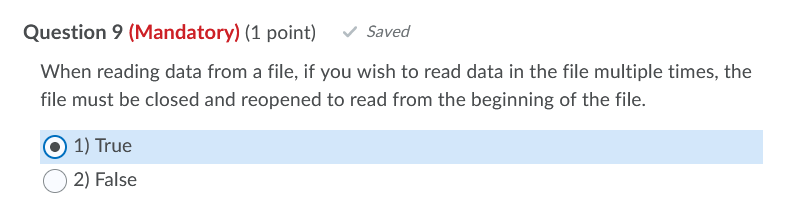 Question 9 (Mandatory) (1 point) Saved
When reading data from a file, if you wish to read data in the file multiple times, the
file must be closed and reopened to read from the beginning of the file.
1) True
2) False